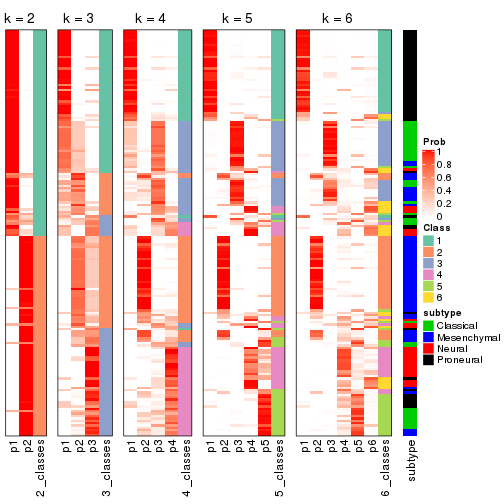 k = 2
k = 3
k = 4
k = 5
k = 6
Prob
1
0.8
0.6
0.4
0.2
0
Class
1
2
3
4
5
6
subtype
Classical
Mesenchymal
Neural
Proneural
p1
p2
2_classes
p1
p2
p3
3_classes
p1
p2
p3
p4
4_classes
p1
p2
p3
p4
p5
5_classes
p1
p2
p3
p4
p5
p6
6_classes
subtype